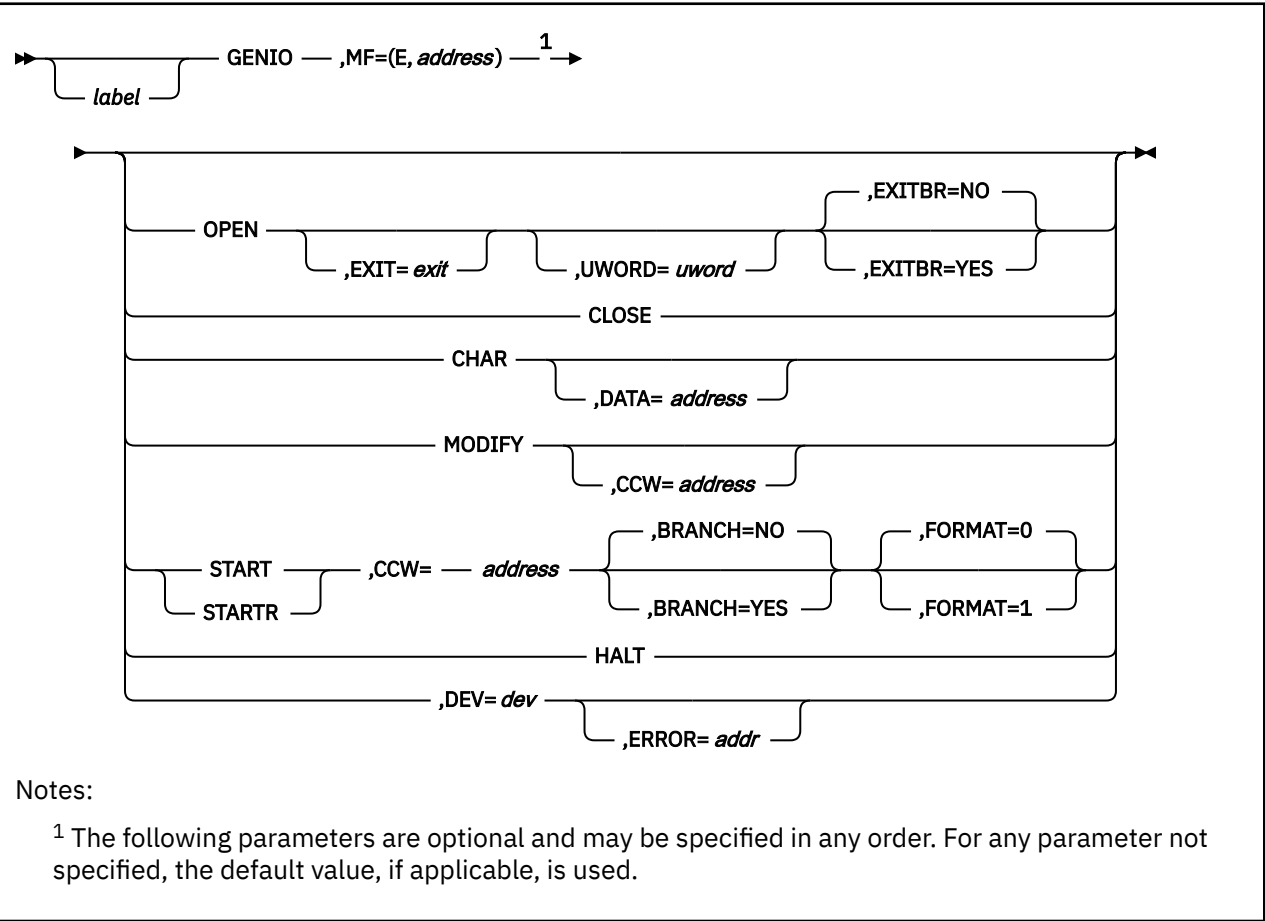 GENIO ,MF=(E, address) 1
label
,EXITBR=NO
OPEN
,EXIT= exit ,UWORD= uword ,EXITBR=YES
CLOSE
CHAR
,DATA= address
MODIFY
,CCW= address
,BRANCH=NO ,FORMAT=0
START ,CCW= address
STARTR ,BRANCH=YES ,FORMAT=1
HALT
,DEV= dev
,ERROR= addr
Notes:
1 The following parameters are optional and may be specified in any order. For any parameter not
specified, the default value, if applicable, is used.